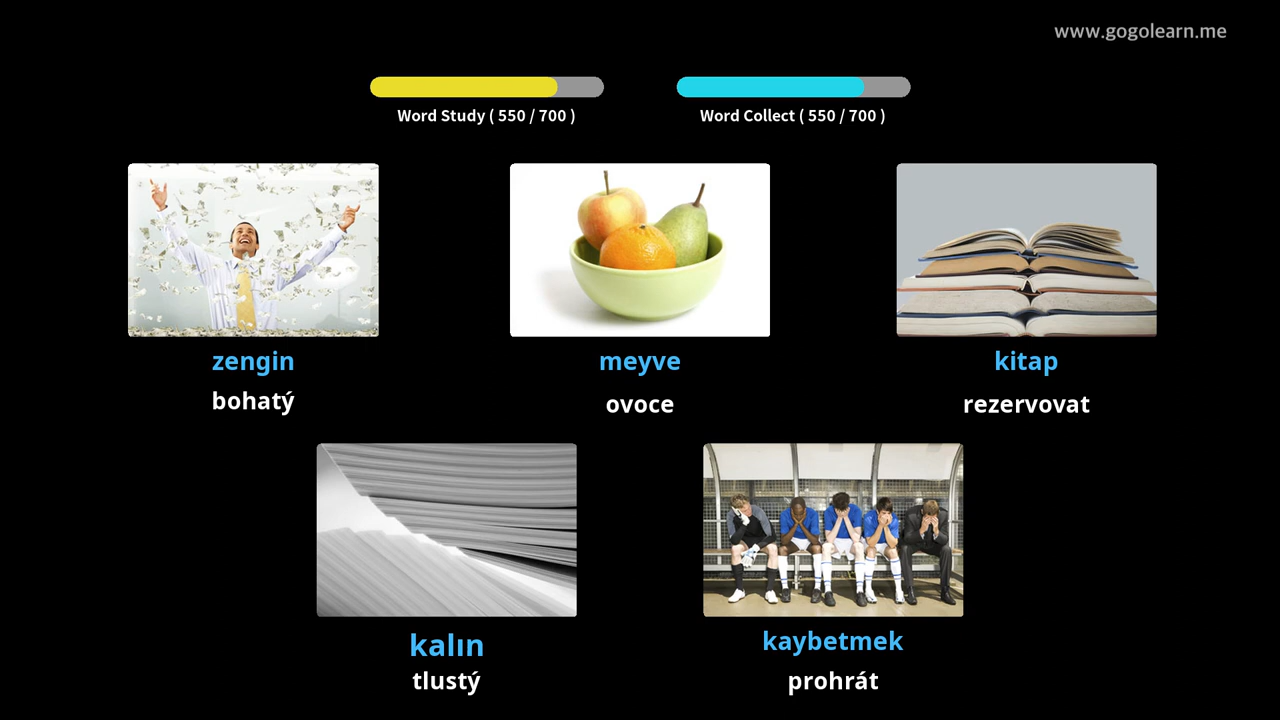 www.gogolearn.me
Word Study ( 550 / 700 )
Word Collect ( 550 / 700 )
zengin
bohatý
meyve
ovoce
kitap
rezervovat
kalın
tlustý
kaybetmek
prohrát